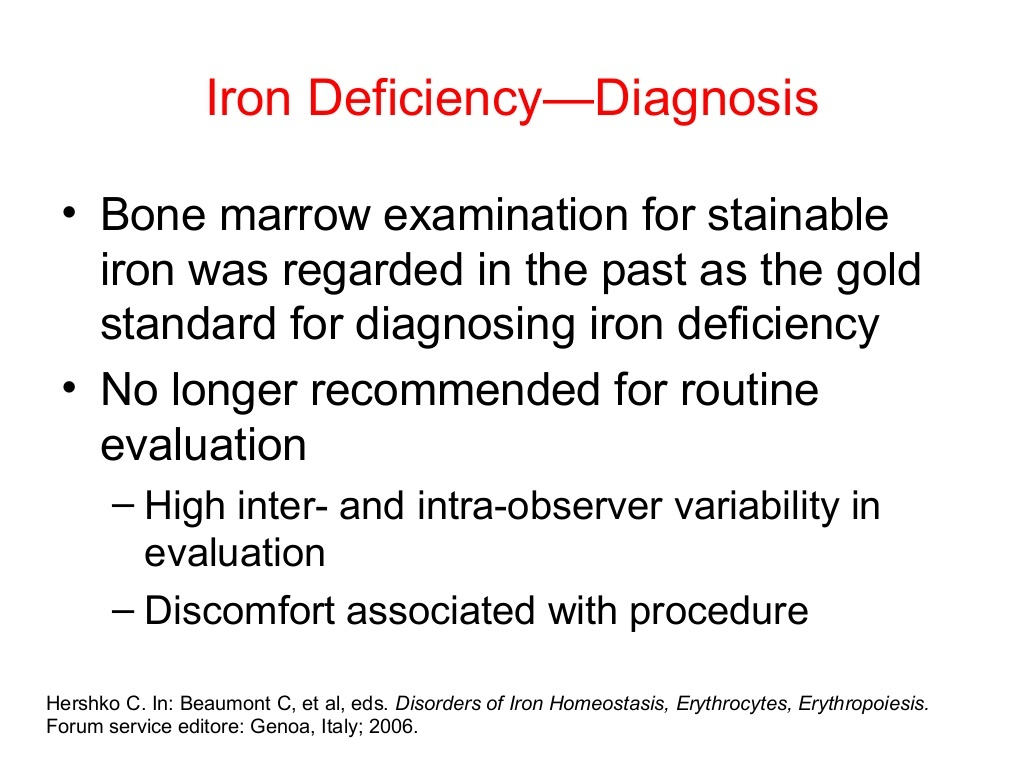 Iron Deficiency—Diagnosis
• Bone marrow examination for stainable
iron was regarded in the past as the gold
standard for diagnosing iron deficiency
• No longer recommended for routine
evaluation
– High inter- and intra-observer variability in
evaluation
– Discomfort associated with procedure
Hershko C. In: Beaumont C, et al, eds. Disorders of Iron Homeostasis, Erythrocytes, Erythropoiesis.
Forum service editore: Genoa, Italy; 2006.